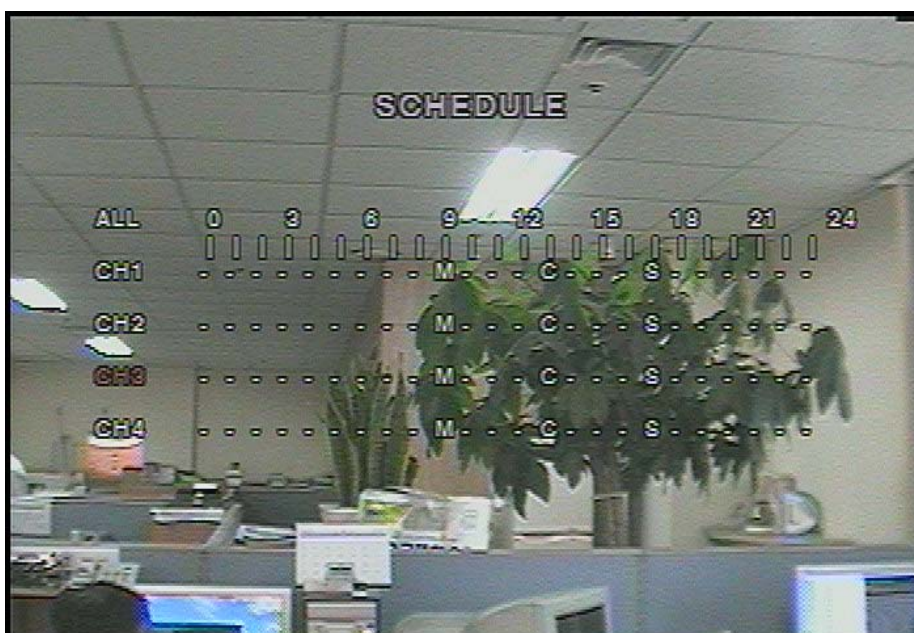 SCHEDULE
ALL 0 3 6 9 12 15 18 21 24
CH1 - - - - - - - - - M - - - C - - - S - - - - - -
CH2 - - - - - - - - - M - - - C - - - S - - - - - -
CH3 - - - - - - - - - M - - - C - - - S - - - - - -
CH4 - - - - - - - - - M - - - C - - - S - - - - - -